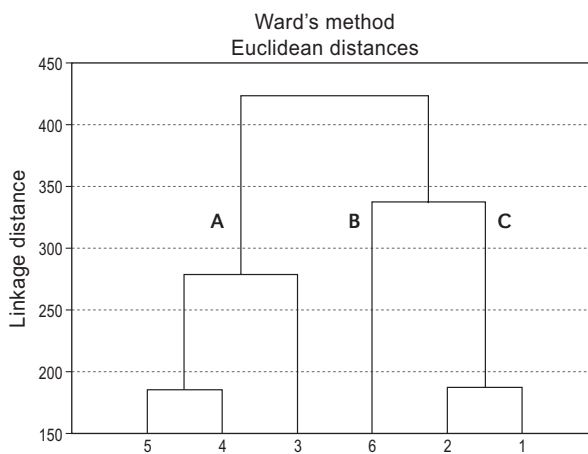 Ward's method
Euclidean distances
450
400
350
300
250
200
150
Linkage distance
A
B
C
5 4 3 6 2 1